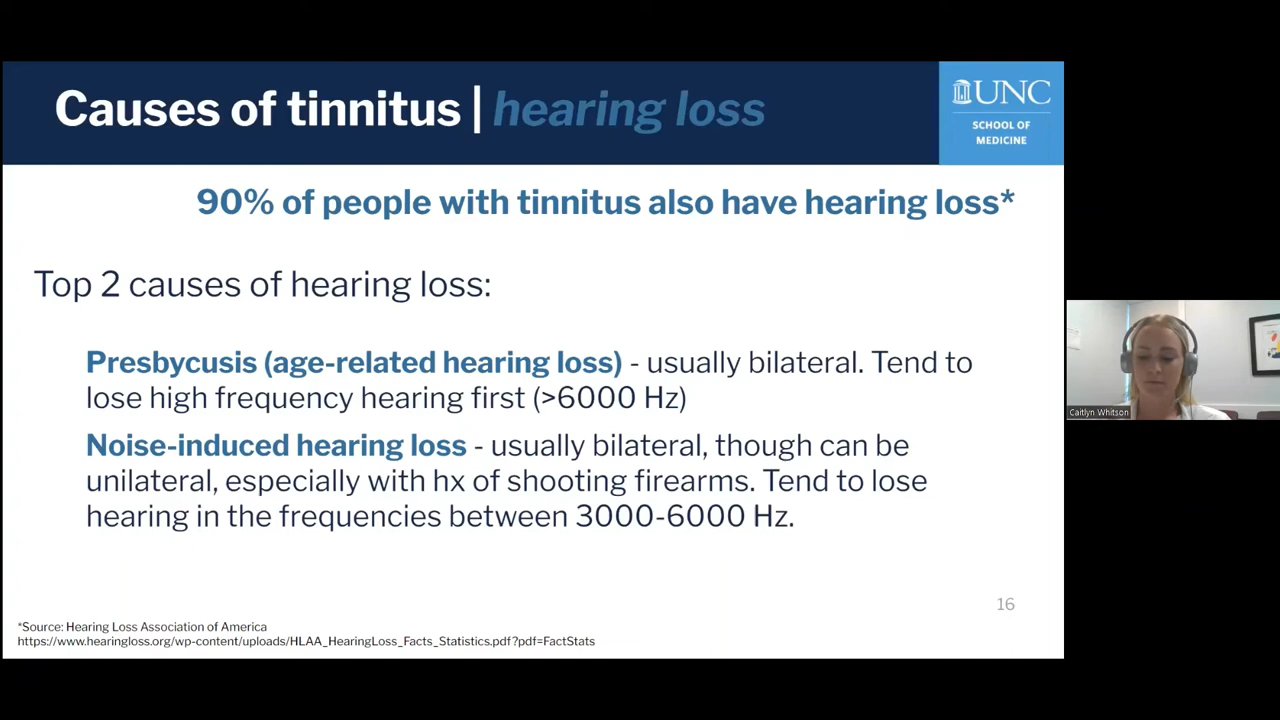 Causes of tinnitus | hearing loss
UNC
SCHOOL OF
MEDICINE
90% of people with tinnitus also have hearing loss*
Top 2 causes of hearing loss:
Presbycusis (age-related hearing loss) - usually bilateral. Tend to
lose high frequency hearing first (>6000 Hz)
Noise-induced hearing loss - usually bilateral, though can be
unilateral, especially with hx of shooting firearms. Tend to lose
hearing in the frequencies between 3000-6000 Hz.
Caitlyn Whitson
16
*Source: Hearing Loss Association of America
https://www.hearingloss.org/wp-content/uploads/HLAA_HearingLoss_Facts_Statistics.pdf?pdf=FactStats